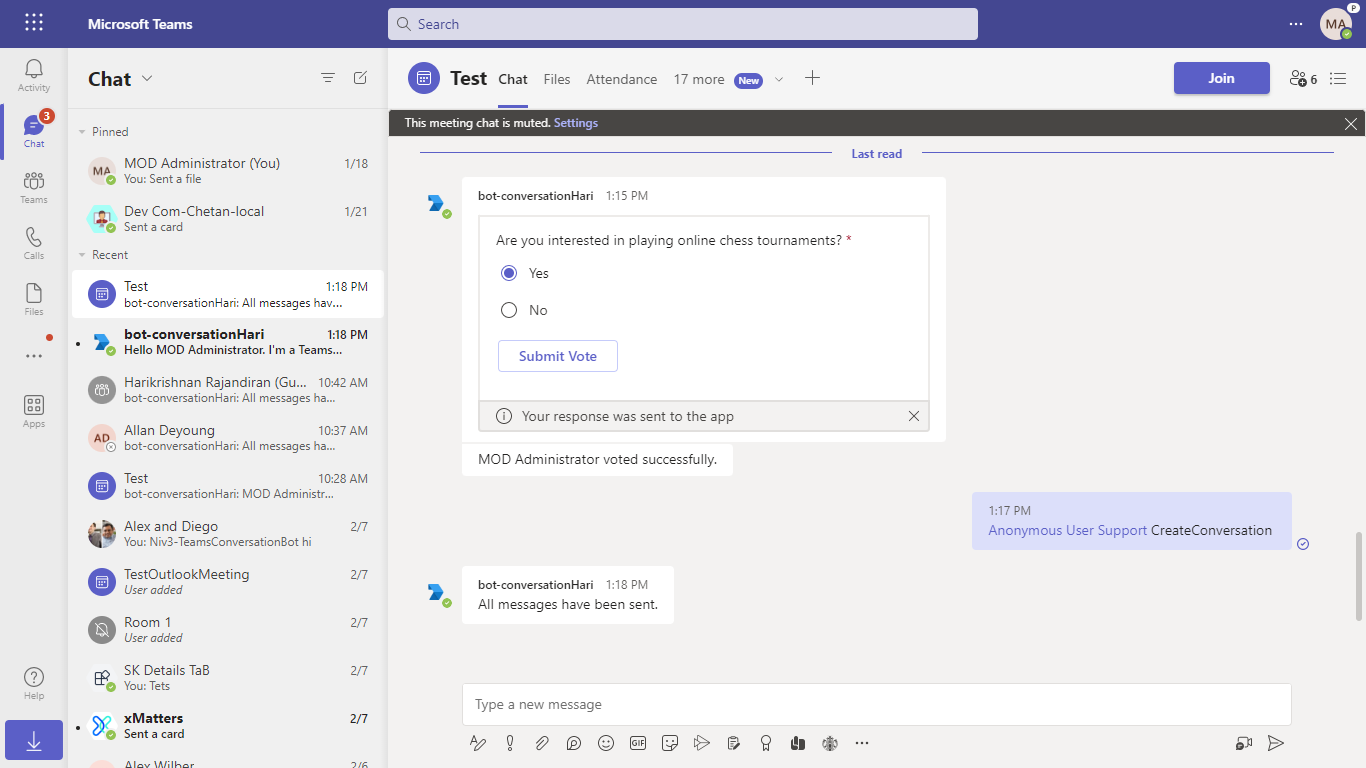 Microsoft Teams
Search
P
MA
Activity
3
Chat
Teams
Calls
Files
Apps
Help
Chat
Pinned
MA
MOD Administrator (You)
1/18
You: Sent a file
Dev Com-Chetan-local
1/21
Sent a card
Recent
Test
1:18 PM
bot-conversationHari: All messages hav...
bot-conversationHari
1:18 PM
Hello MOD Administrator. I'm a Teams...
Harikrishnan Rajandiran (Gu...
10:42 AM
bot-conversationHari: All messages ha...
AD
Allan Deyoung
10:37 AM
bot-conversationHari: All messages ha...
Test
10:28 AM
bot-conversationHari: MOD Administr...
Alex and Diego
2/7
You: Niv3-TeamsConversationBot hi
TestOutlookMeeting
2/7
User added
Room 1
2/7
User added
SK Details TaB
2/7
You: Tets
xMatters
2/7
Sent a card
Alex Wilber
2/6
Test
Chat
Files
Attendance
17 more
New
Join
6
This meeting chat is muted. Settings
Last read
bot-conversationHari 1:15 PM
Are you interested in playing online chess tournaments? *
Yes
No
Submit Vote
Your response was sent to the app
MOD Administrator voted successfully.
1:17 PM
Anonymous User Support CreateConversation
bot-conversationHari 1:18 PM
All messages have been sent.
Type a new message
GIF